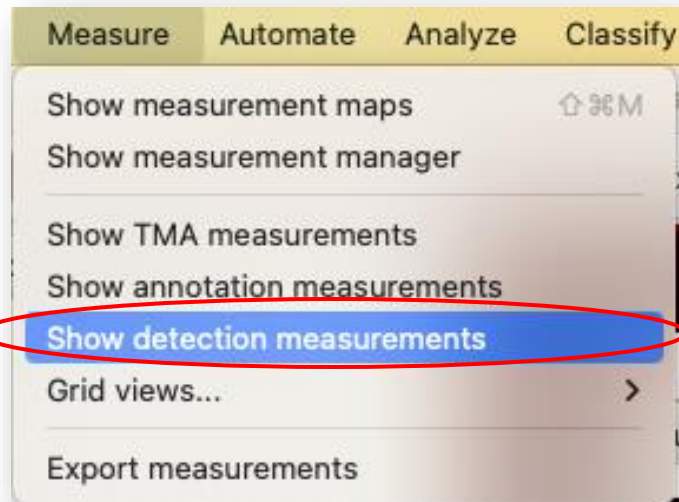 Measure Automate Analyze Classify
Show measurement maps ⇧⌘M
Show measurement manager
Show TMA measurements
Show annotation measurements
Show detection measurements
Grid views... >
Export measurements